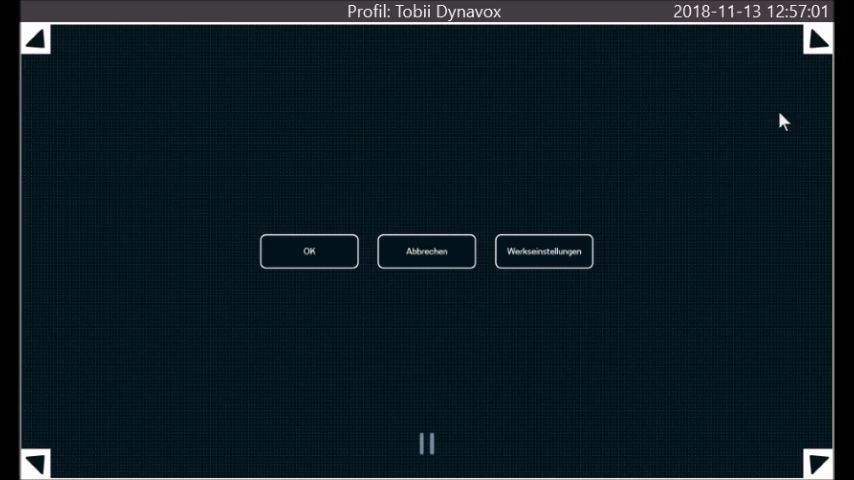 Profil: Tobii Dynavox 2018-11-13 12:57:01
OK Abbrechen Werkseinstellungen